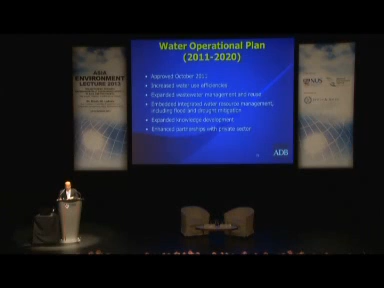 Water Operational Plan
(2011-2020)
Approved October 2011
Increased water use efficiencies
Expanded wastewater management and reuse
Embedded integrated water resource management,
including flood and drought mitigation
Expanded knowledge development
Enhanced partnerships with private sector
ADB
ASIA
ENVIRONMENT
LECTURE 2013
NUS